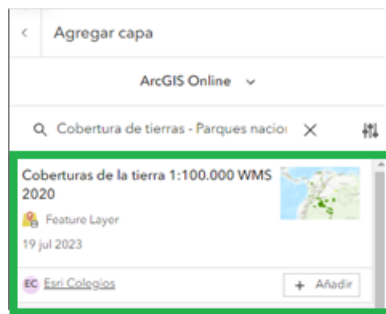 Agregar capa
ArcGIS Online
Cobertura de tierras - Parques nacio
Coberturas de la tierra 1:100.000 WMS
2020
Feature Layer
19 jul 2023
EC Esri Colegios
+ Añadir